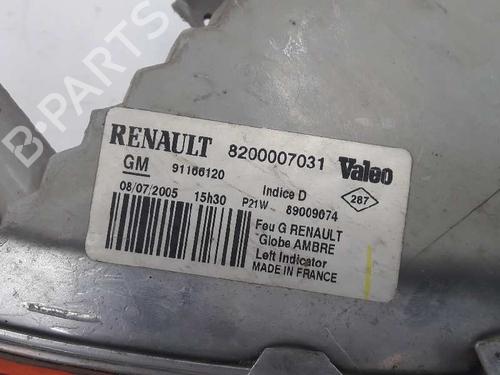 RENAULT 8200007031 Valeo
GM 91166120 Indice D 287
08/07/2005 15h30 P21W 89009074
Feu G RENAULT
Globe AMBRE
Left Indicator
MADE IN FRANCE